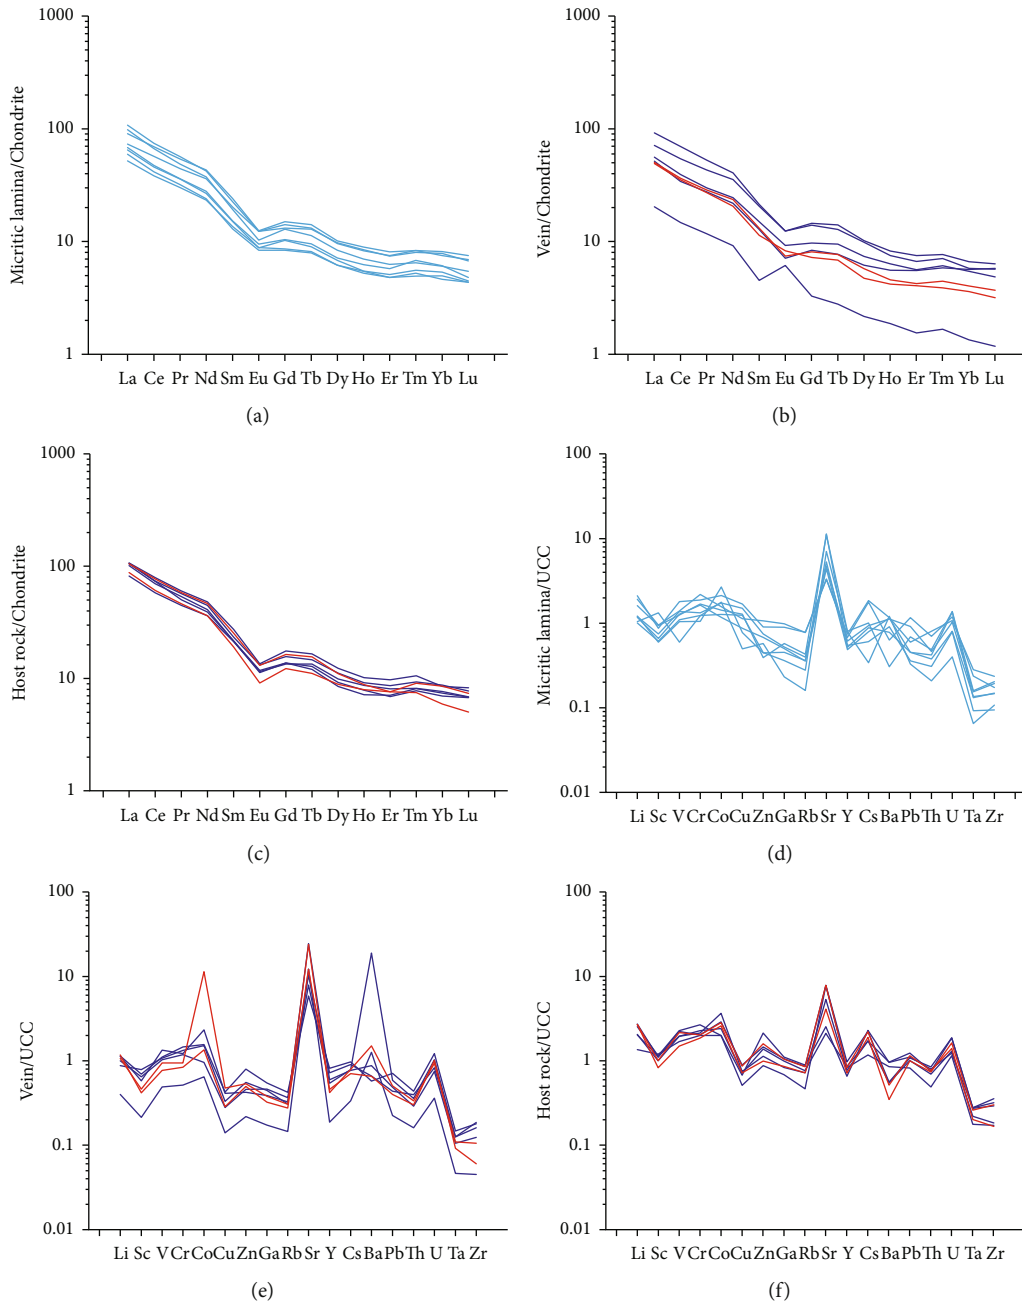 1000
100
10
1
Micritic lamina/Chondrite
La Ce Pr Nd Sm Eu Gd Tb Dy Ho Er Tm Yb Lu
(a)
1000
100
10
1
Vein/Chondrite
La Ce Pr Nd Sm Eu Gd Tb Dy Ho Er Tm Yb Lu
(b)
1000
100
10
1
Host rock/Chondrite
La Ce Pr Nd Sm Eu Gd Tb Dy Ho Er Tm Yb Lu
(c)
100
10
1
0.1
0.01
Micritic lamina/UCC
Li Sc V Cr Co Cu Zn Ga Rb Sr Y Cs Ba Pb Th U Ta Zr
(d)
100
10
1
0.1
0.01
Vein/UCC
Li Sc V Cr Co Cu Zn Ga Rb Sr Y Cs Ba Pb Th U Ta Zr
(e)
100
10
1
0.1
0.01
Host rock/UCC
Li Sc V Cr Co Cu Zn Ga Rb Sr Y Cs Ba Pb Th U Ta Zr
(f)